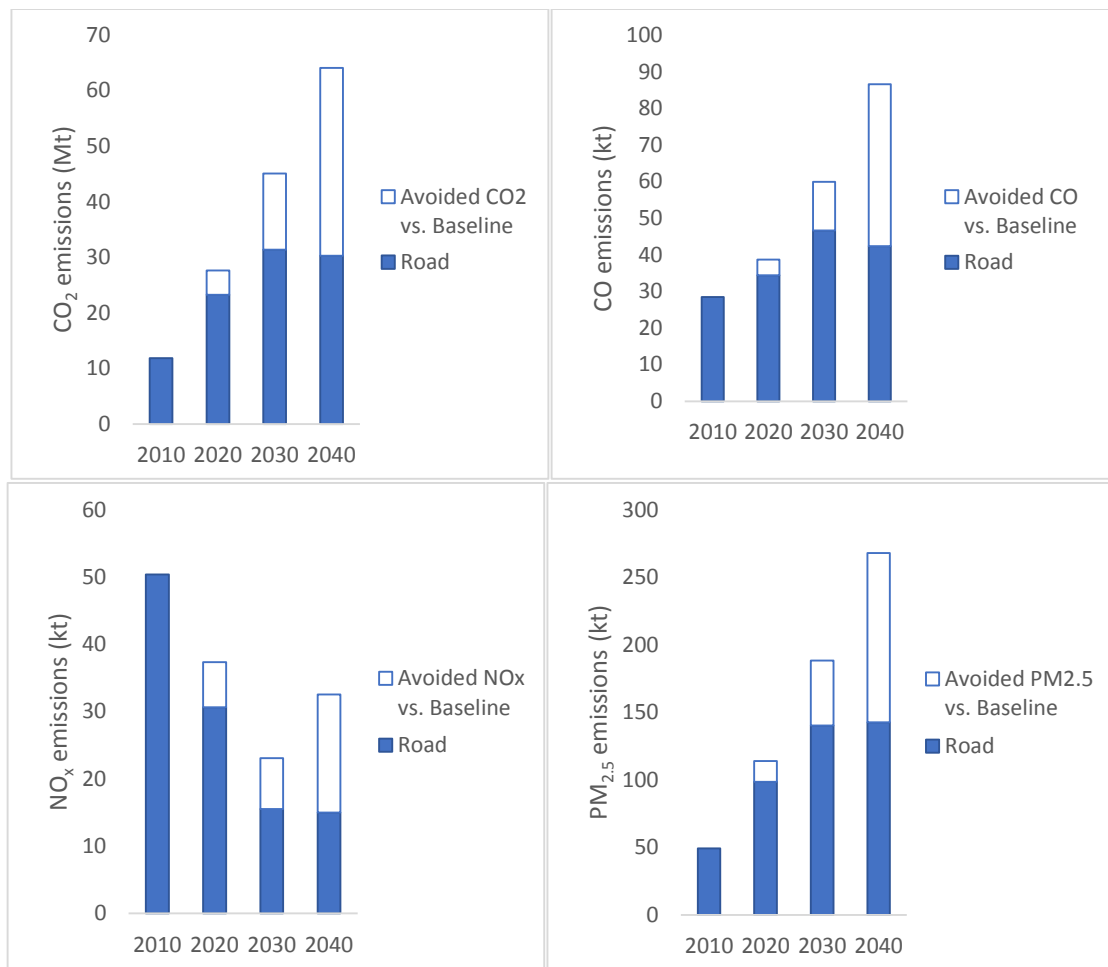 70
60
50
40
30
20
10
0
CO₂ emissions (Mt)
2010 2020 2030 2040
Avoided CO2
vs. Baseline
Road
100
90
80
70
60
50
40
30
20
10
0
CO emissions (kt)
2010 2020 2030 2040
Avoided CO
vs. Baseline
Road
60
50
40
30
20
10
0
NOₓ emissions (kt)
2010 2020 2030 2040
Avoided NOx
vs. Baseline
Road
300
250
200
150
100
50
0
PM₂.₅ emissions (kt)
2010 2020 2030 2040
Avoided PM2.5
vs. Baseline
Road